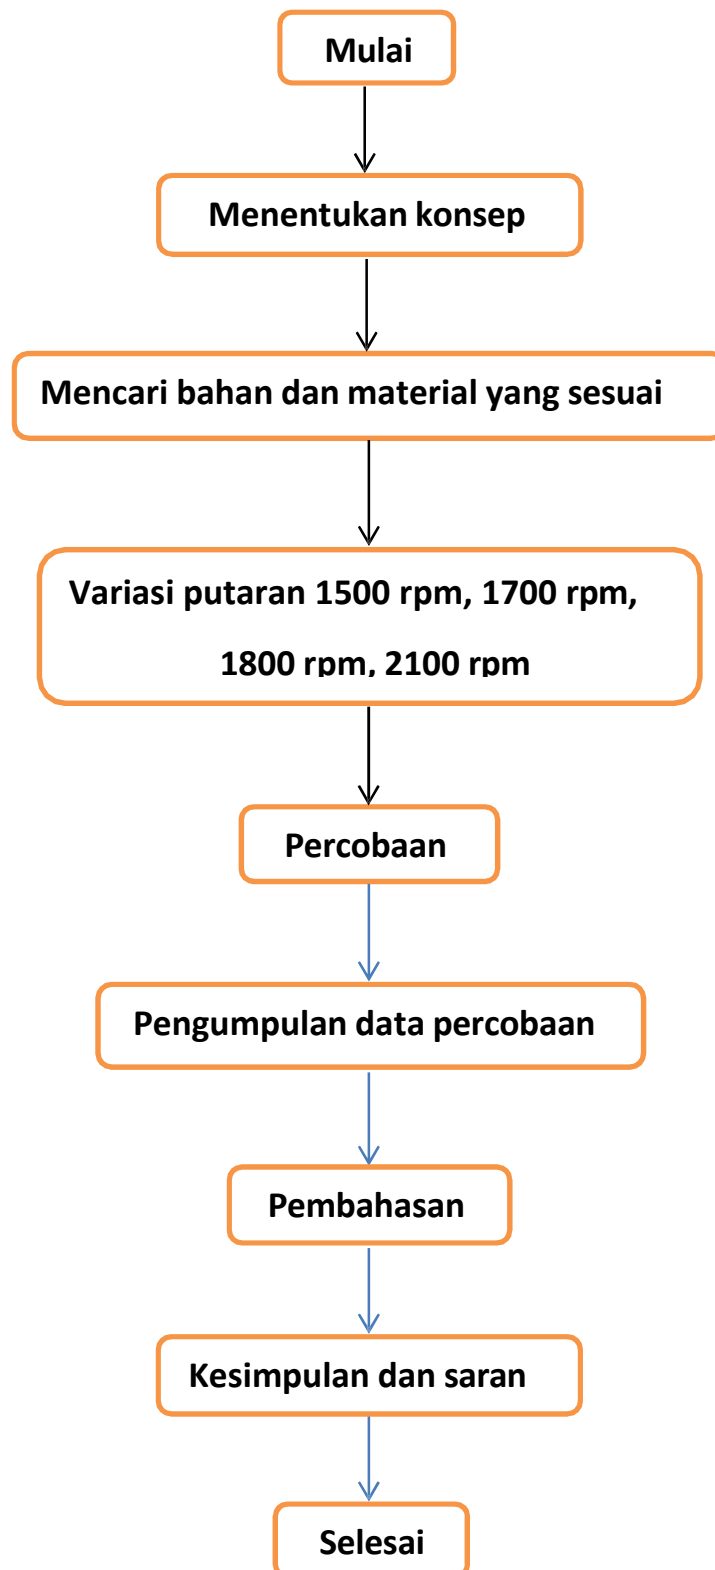 Mulai
Menentukan konsep
Mencari bahan dan material yang sesuai
Variasi putaran 1500 rpm, 1700 rpm,
1800 rpm, 2100 rpm
Percobaan
Pengumpulan data percobaan
Pembahasan
Kesimpulan dan saran
Selesai